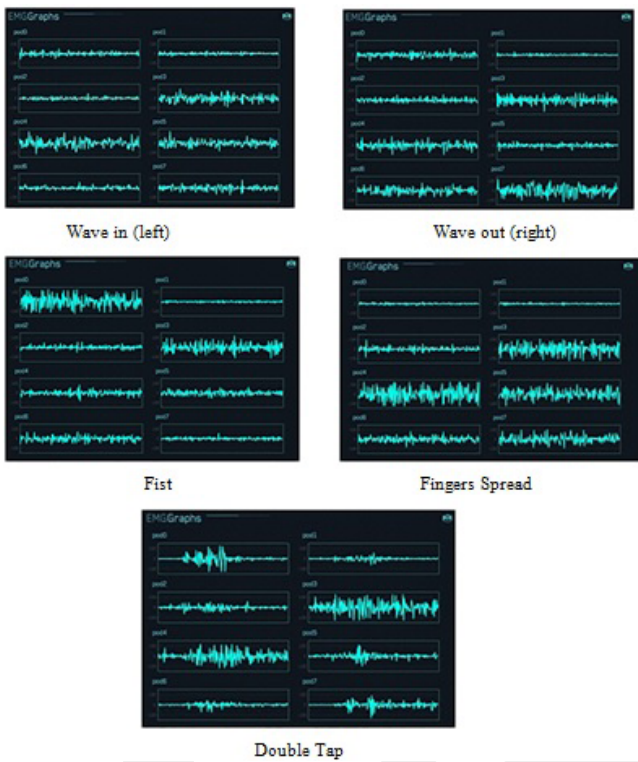 EMGGraphs
pod0
pod1
pod2
pod3
pod4
pod5
pod6
pod7
Wave in (left)
EMGGraphs
pod0
pod1
pod2
pod3
pod4
pod5
pod6
pod7
Wave out (right)
EMGGraphs
pod0
pod1
pod2
pod3
pod4
pod5
pod6
pod7
Fist
EMGGraphs
pod0
pod1
pod2
pod3
pod4
pod5
pod6
pod7
Fingers Spread
EMGGraphs
pod0
pod1
pod2
pod3
pod4
pod5
pod6
pod7
Double Tap